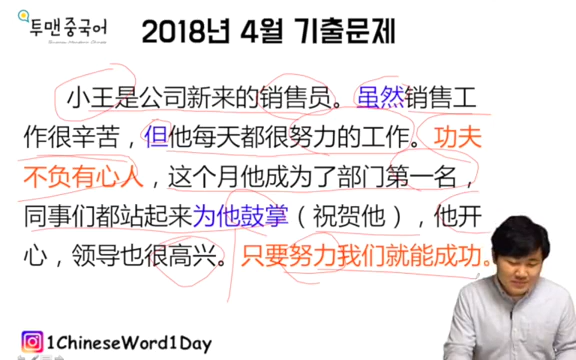 투맨중국어
2018년 4월 기출문제
小王是公司新来的销售员。虽然销售工
作很辛苦，但他每天都很努力的工作。功夫
不负有心人，这个月他成为了部门第一名，
同事们都站起来为他鼓掌（祝贺他），他开
心，领导也很高兴。只要努力我们就能成功。
1ChineseWord1Day